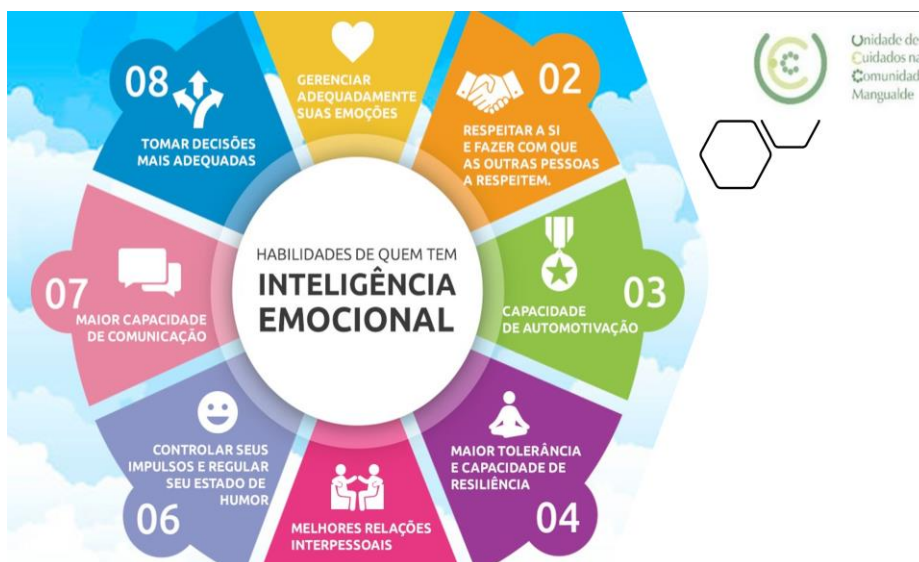 HABILIDADES DE QUEM TEM
INTELIGÊNCIA
EMOCIONAL
GERENCIAR
ADEQUADAMENTE
SUAS EMOÇÕES
02
RESPEITAR A SI
E FAZER COM QUE
AS OUTRAS PESSOAS
A RESPEITEM.
03
CAPACIDADE
DE AUTOMOTIVAÇÃO
MAIOR TOLERÂNCIA
E CAPACIDADE DE
RESILIÊNCIA
04
MELHORES RELAÇÕES
INTERPESSOAIS
CONTROLAR SEUS
IMPULSOS E REGULAR
SEU ESTADO DE
HUMOR
06
07
MAIOR CAPACIDADE
DE COMUNICAÇÃO
08
TOMAR DECISÕES
MAIS ADEQUADAS
Unidade de
Cuidados na
Comunidad
Mangualde